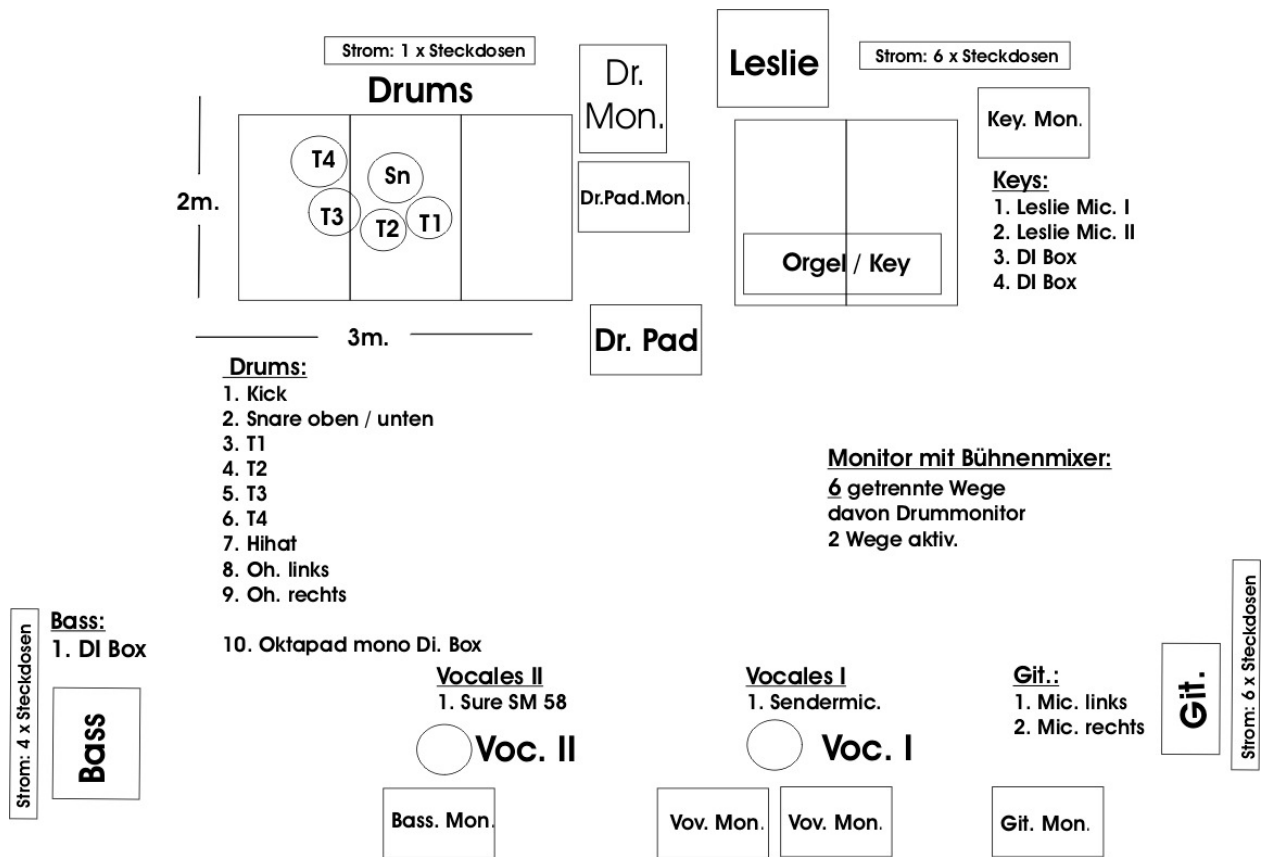 Strom: 1 x Steckdosen
Drums
Dr.
Mon.
Leslie
Strom: 6 x Steckdosen
Key. Mon.
T4
Sn
T3
T2
T1
2m.
3m.
Dr.Pad.Mon.
Orgel / Key
Keys:
1. Leslie Mic. I
2. Leslie Mic. II
3. DI Box
4. DI Box
Dr. Pad
Drums:
1. Kick
2. Snare oben / unten
3. T1
4. T2
5. T3
6. T4
7. Hihat
8. Oh. links
9. Oh. rechts
10. Oktapad mono Di. Box
Monitor mit Bühnenmixer:
6 getrennte Wege
davon Drummonitor
2 Wege aktiv.
Strom: 4 x Steckdosen
Bass:
1. DI Box
Bass
Vocales II
1. Sure SM 58
Voc. II
Bass. Mon.
Vocales I
1. Sendermic.
Voc. I
Vov. Mon.
Vov. Mon.
Git.:
1. Mic. links
2. Mic. rechts
Git. Mon.
Git.
Strom: 6 x Steckdosen